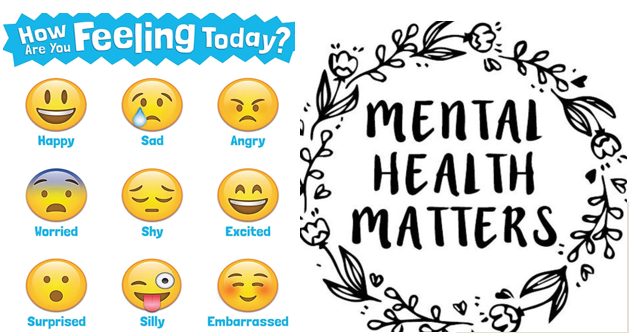 How
Are You
Feeling Today?
Happy Sad Angry
Worried Shy Excited
Surprised Silly Embarrassed
MENTAL
HEALTH
MATTERS